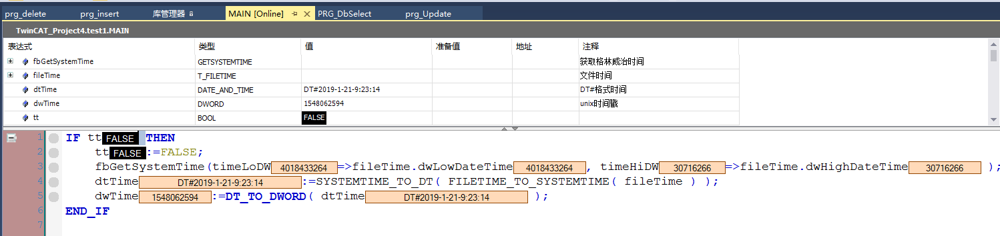 prg_delete prg_insert 库管理器 MAIN [Online] PRG_DbSelect prg_Update
TwinCAT_Project4.test1.MAIN
表达式 类型 值 准备值 地址 注释
fbGetSystemTime GETSYSTEMTIME 获取格林威治时间
fileTime T_FILETIME 文件时间
dtTime DATE_AND_TIME DT#2019-1-21-9:23:14 DT#格式时间
dwTime DWORD 1548062594 unix时间戳
tt BOOL FALSE
1 IF tt FALSE THEN
2 tt FALSE :=FALSE;
3 fbGetSystemTime(timeLoDW 4018433264 =>fileTime.dwLowDateTime 4018433264 , timeHiDW 30716266 =>fileTime.dwHighDateTime 30716266 );
4 dtTime DT#2019-1-21-9:23:14 :=SYSTEMTIME_TO_DT( FILETIME_TO_SYSTEMTIME( fileTime ) );
5 dwTime 1548062594 :=DT_TO_DWORD( dtTime DT#2019-1-21-9:23:14 );
6 END_IF
7